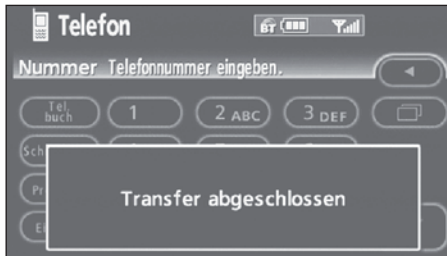 Telefon BT
Nummer Telefonnummer eingeben.
Tel. buch 1 2 ABC 3 DEF
Transfer abgeschlossen